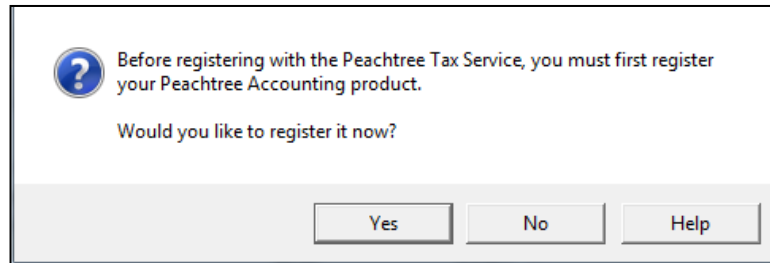 Before registering with the Peachtree Tax Service, you must first register
your Peachtree Accounting product.
Would you like to register it now?
Yes No Help